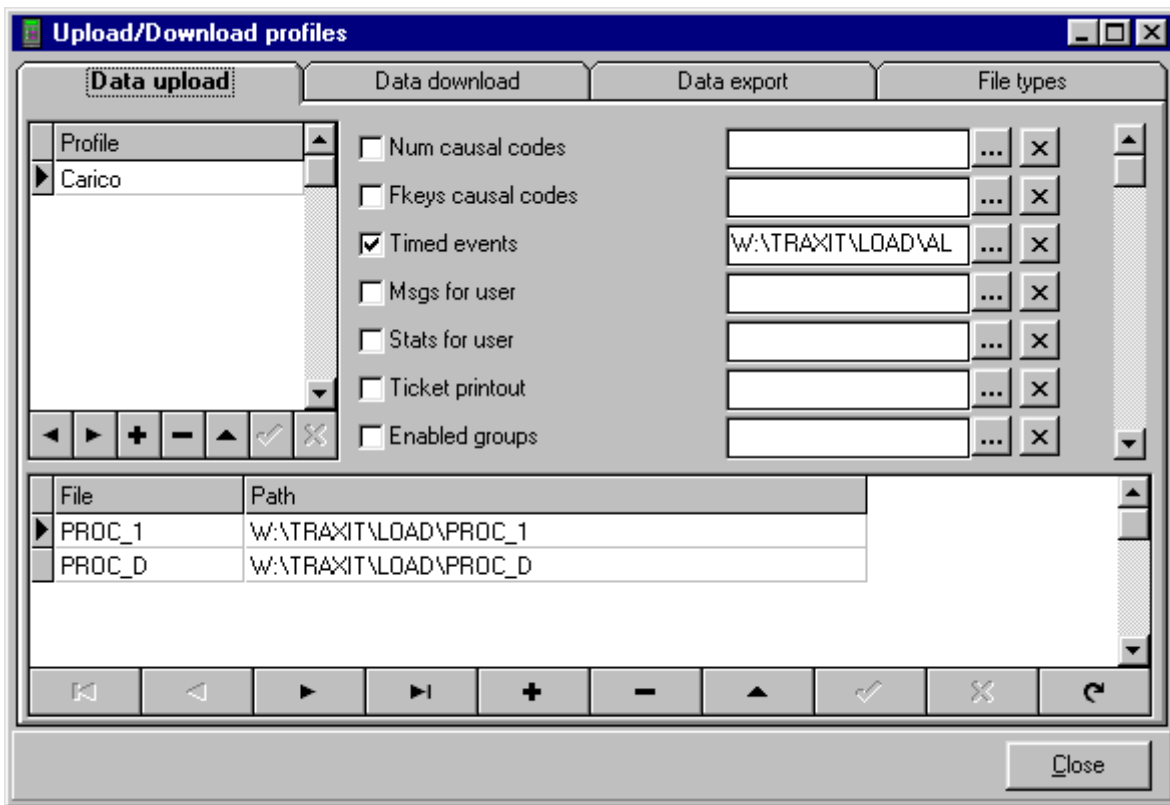 Upload/Download profiles
Data upload Data download Data export File types
Profile
Carico
Num causal codes ...
Fkeys causal codes ...
Timed events W:\TRAXIT\LOAD\AL ...
Msgs for user ...
Stats for user ...
Ticket printout ...
Enabled groups ...
File Path
PROC_1 W:\TRAXIT\LOAD\PROC_1
PROC_D W:\TRAXIT\LOAD\PROC_D
Close